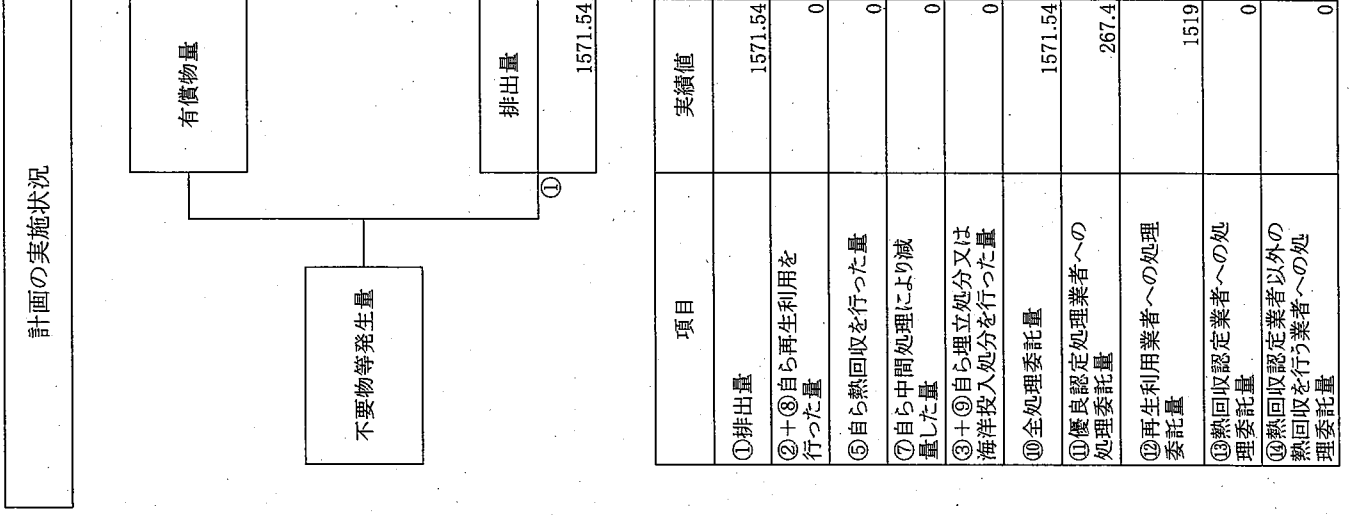 計画の実施状況
有償物量
不要物等発生量
①
排出量
1571.54
項目
実績値
①排出量
1571.54
②+⑧自ら再生利用を
行った量
0
⑤自ら熱回収を行った量
0
⑦自ら中間処理により減
量した量
0
③+⑨自ら埋立処分又は
海洋投入処分を行った量
0
⑩全処理委託量
1571.54
⑪優良認定処理業者への
処理委託量
267.4
⑫再生利用業者への処理
委託量
1519
⑬熱回収認定業者への処
理委託量
0
⑭熱回収認定業者以外の
熱回収を行う業者への処
理委託量
0